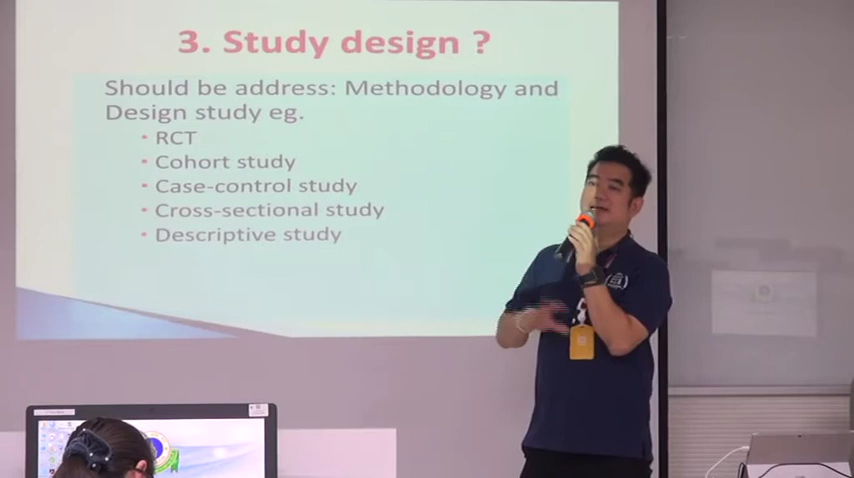 3. Study design ?
Should be address: Methodology and
Design study eg.
• RCT
• Cohort study
• Case-control study
• Cross-sectional study
• Descriptive study